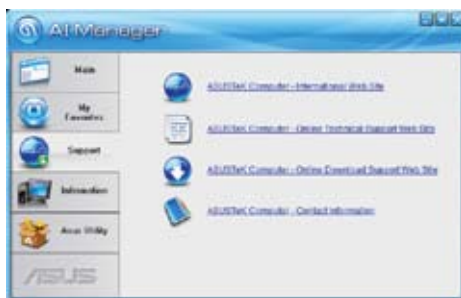 AI Manager
Main
My
Favorites
Support
Information
Asus Utility
ASUS
ASUSTeK Computer - International Web Site
ASUSTeK Computer - Online Technical Support Web Site
ASUSTeK Computer - Online Download Support Web Site
ASUSTeK Computer - Contact Information